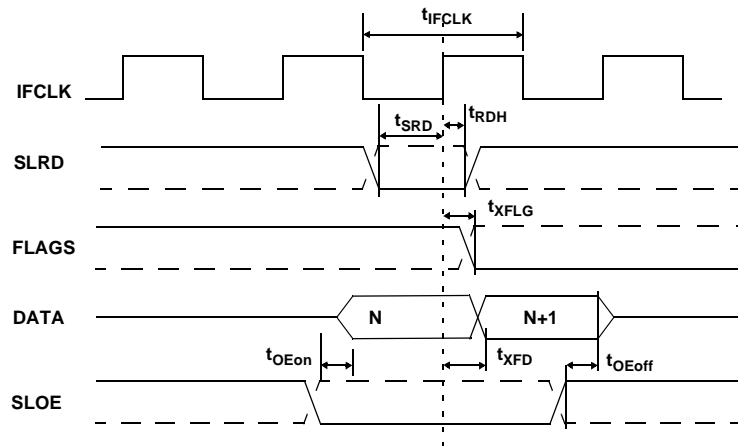 tIFCLK
IFCLK
tSRD
tRDH
SLRD
tXFLG
FLAGS
DATA
N
N+1
tOEon
tXFD
tOEoff
SLOE